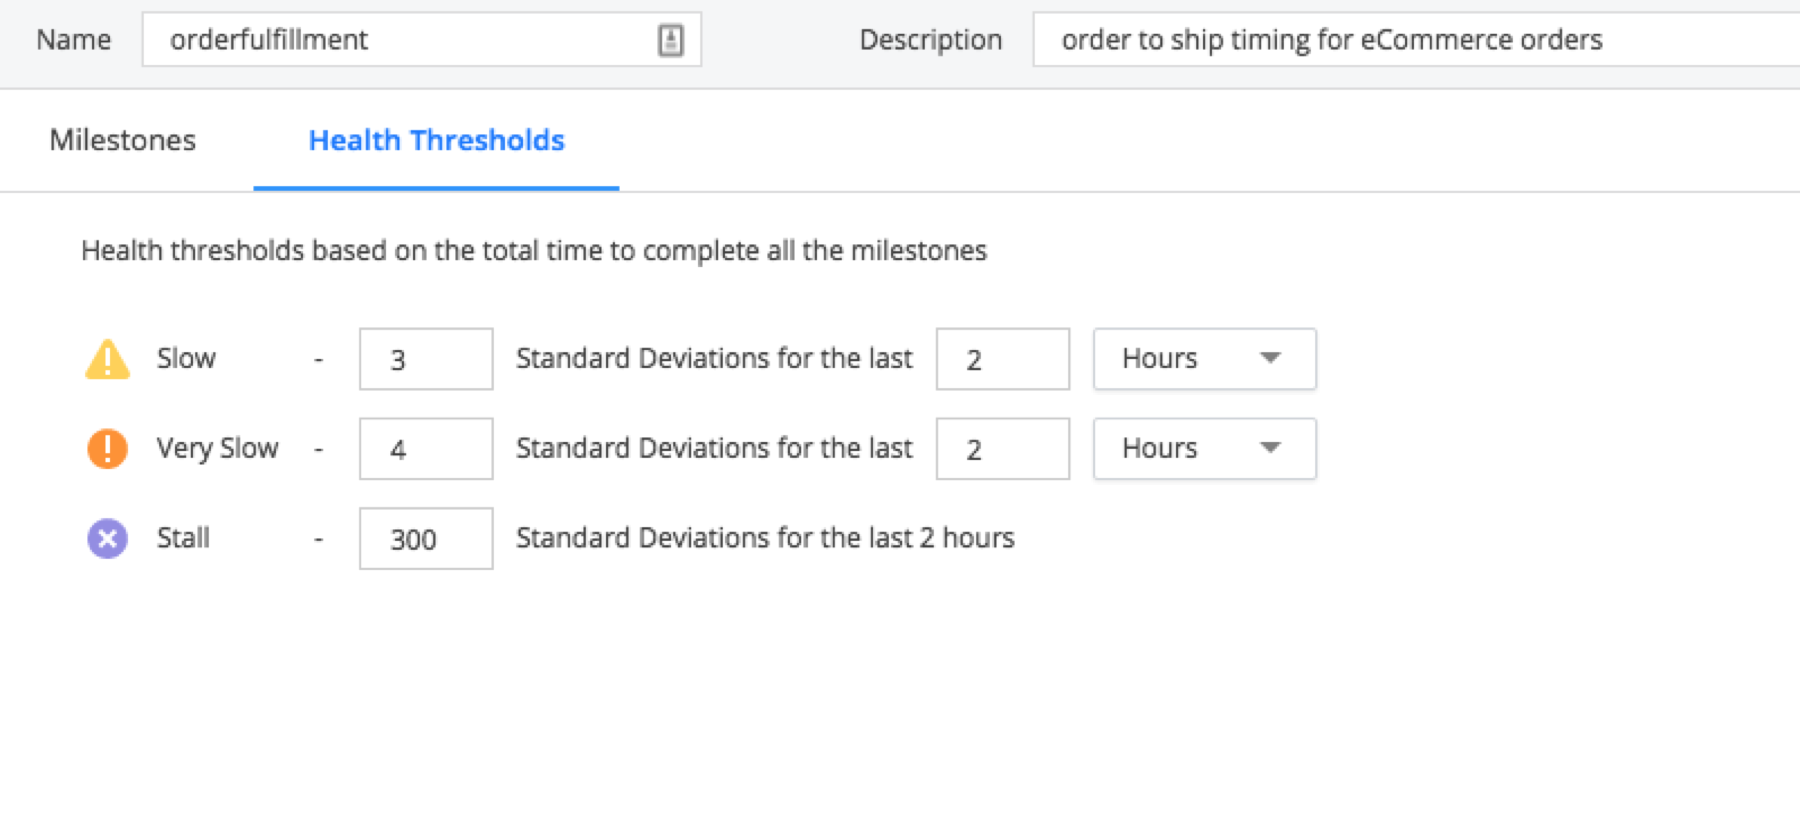 Name orderfulfillment Description order to ship timing for eCommerce orders
Milestones Health Thresholds
Health thresholds based on the total time to complete all the milestones
Slow - 3 Standard Deviations for the last 2 Hours
Very Slow - 4 Standard Deviations for the last 2 Hours
Stall - 300 Standard Deviations for the last 2 hours